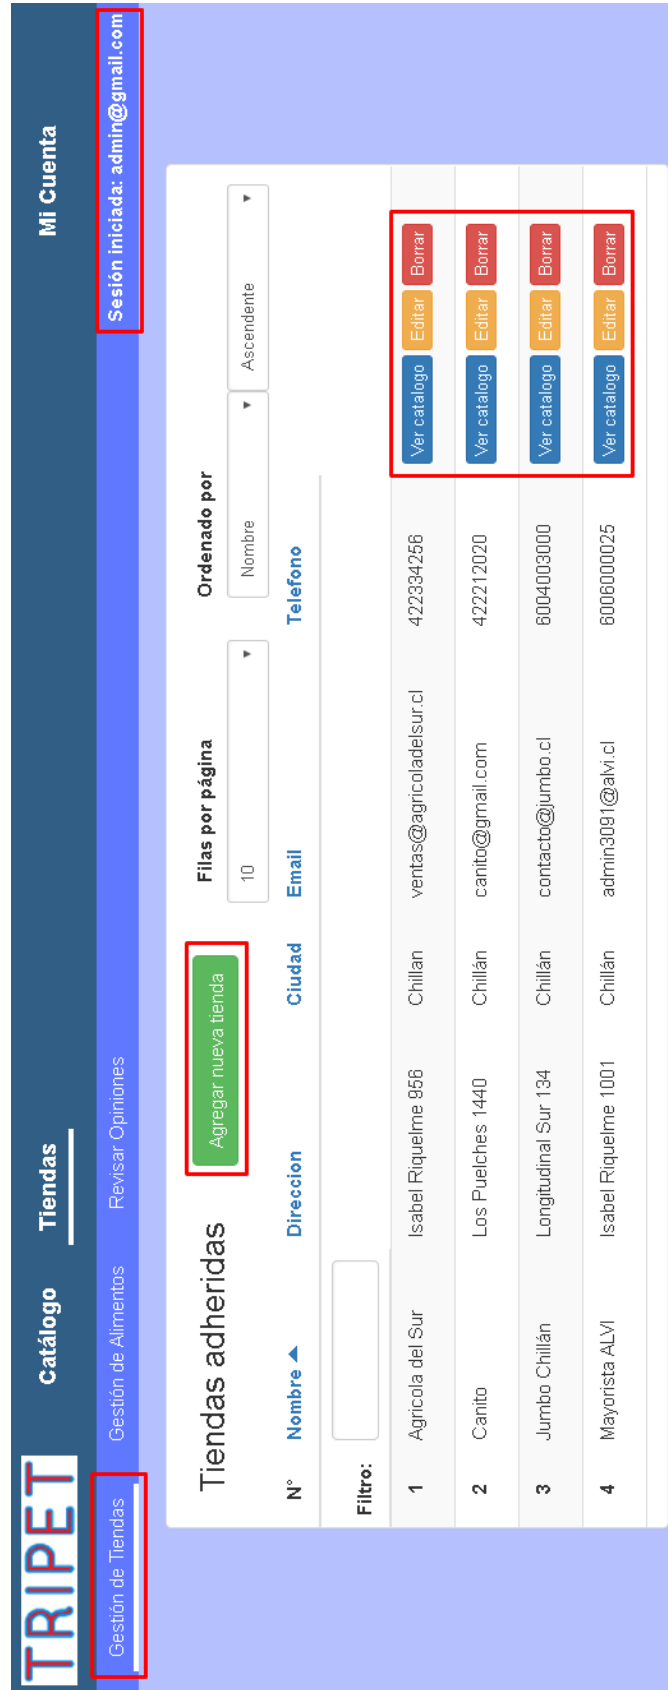 TRIPET Catálogo Tiendas Mi Cuenta
Gestión de Tiendas Gestión de Alimentos Revisar Opiniones Sesión iniciada: admin@gmail.com
Tiendas adheridas Agregar nueva tienda
Filas por página Ordenado por
10 Nombre Ascendente
N° Nombre Direccion Ciudad Email Telefono
Filtro:
1 Agricola del Sur Isabel Riquelme 956 Chillan ventas@agricoladelsur.cl 422334256 Ver catalogo Editar Borrar
2 Canito Los Puelches 1440 Chillán canito@gmail.com 422212020 Ver catalogo Editar Borrar
3 Jumbo Chillán Longitudinal Sur 134 Chillán contacto@jumbo.cl 6004003000 Ver catalogo Editar Borrar
4 Mayorista ALVI Isabel Riquelme 1001 Chillán admin3091@alvi.cl 6006000025 Ver catalogo Editar Borrar